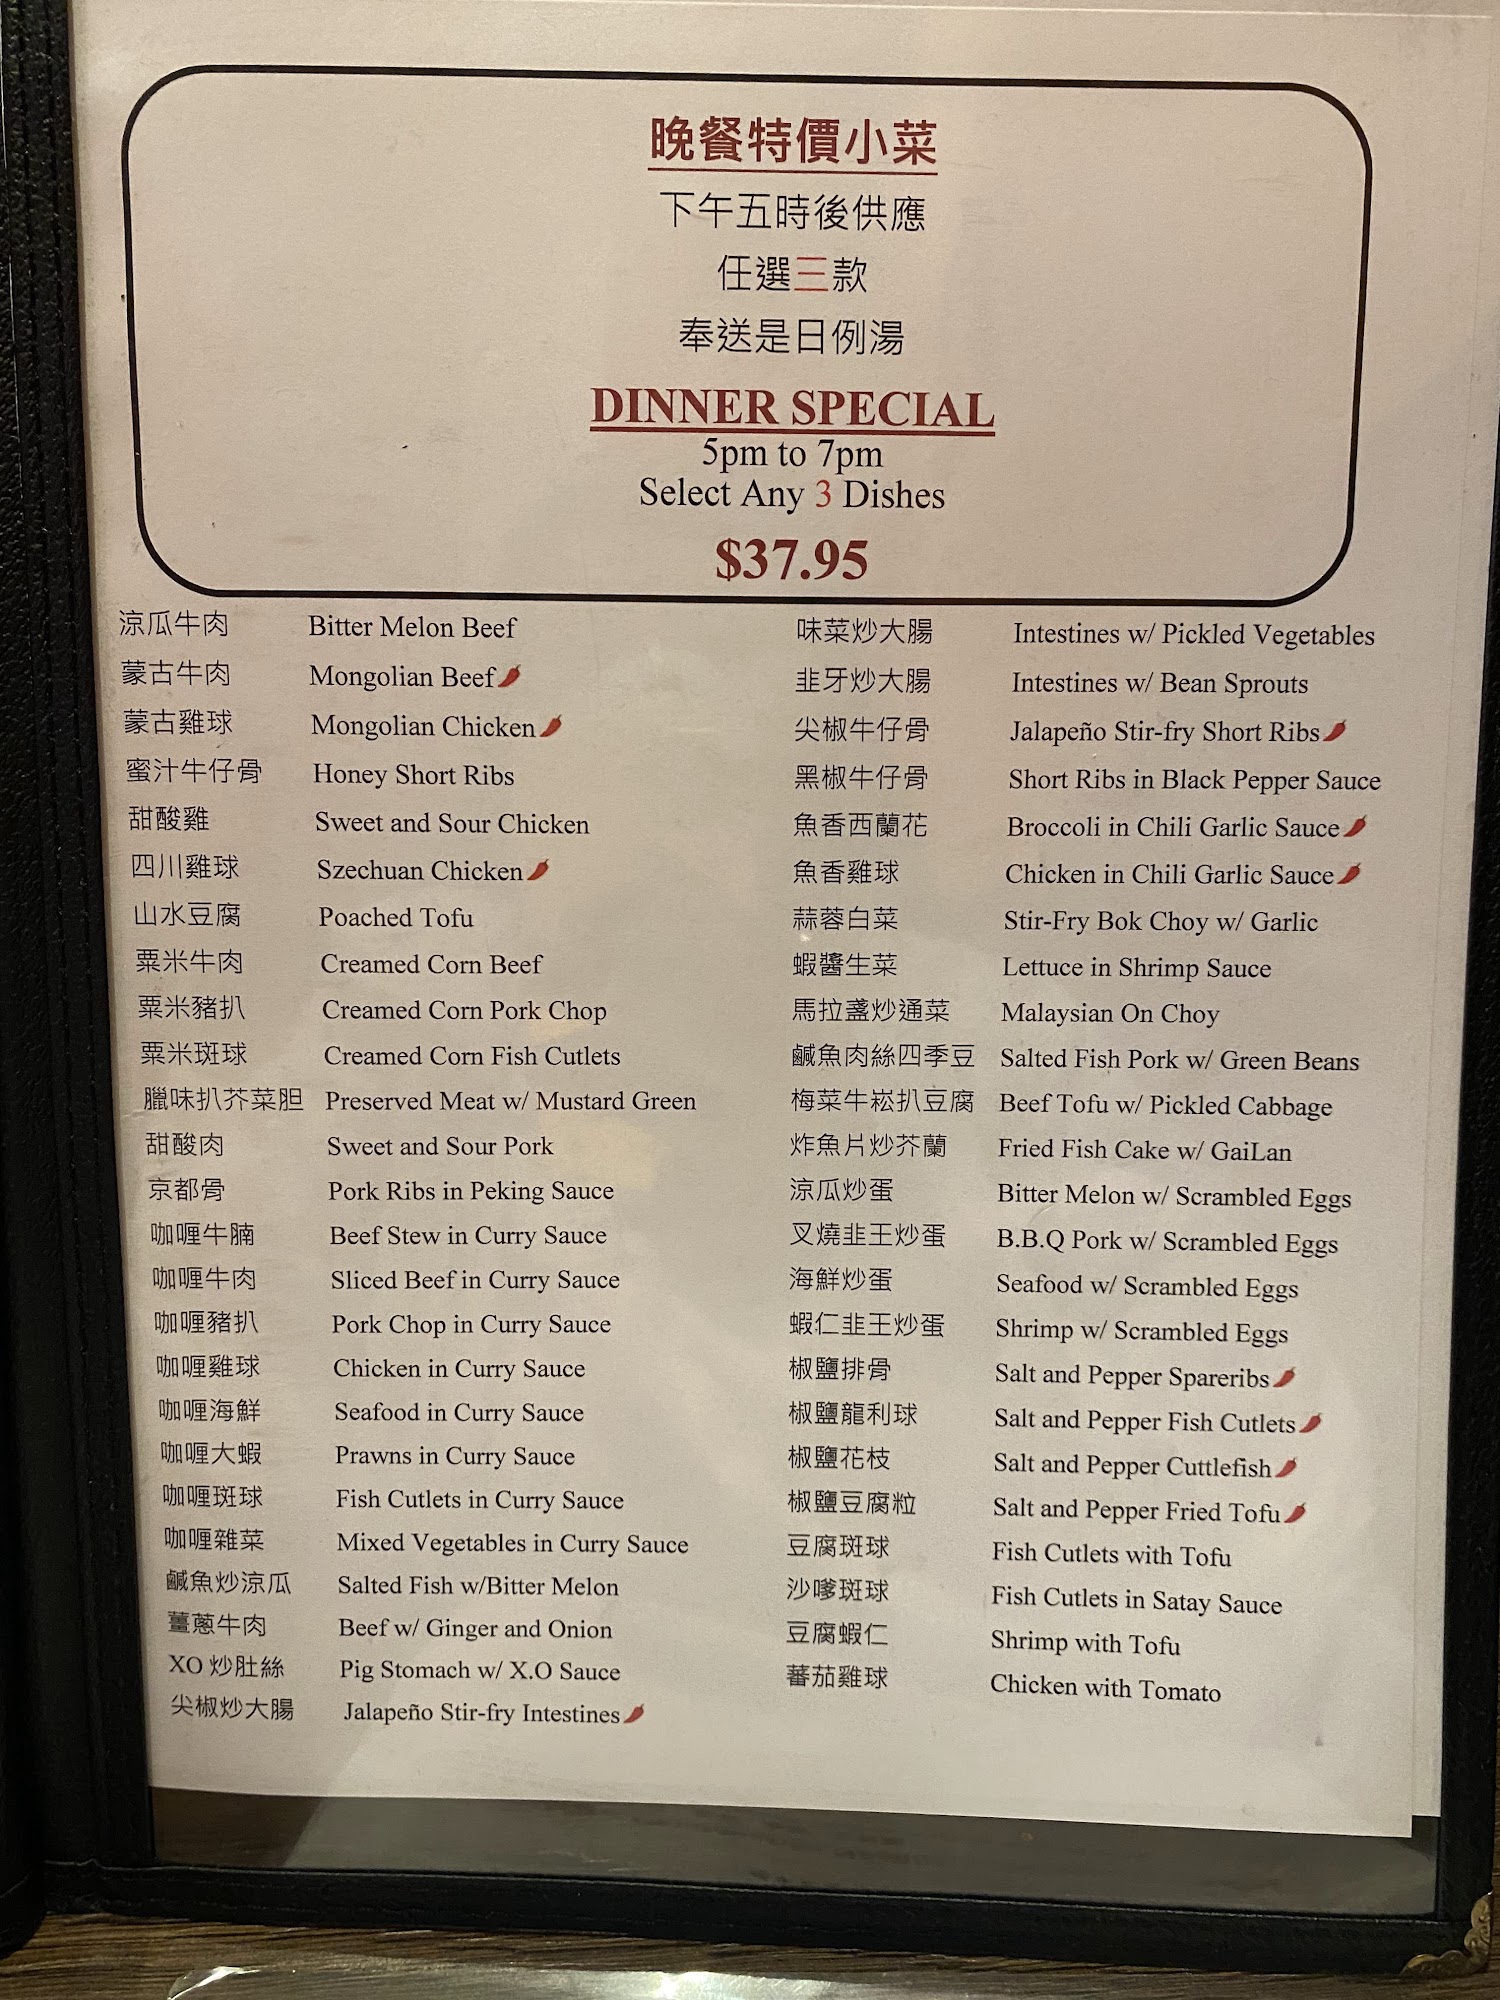 晚餐特價小菜
下午五時後供應
任選三款
奉送是日例湯
DINNER SPECIAL
5pm to 7pm
Select Any 3 Dishes
$37.95
涼瓜牛肉 Bitter Melon Beef
蒙古牛肉 Mongolian Beef
蒙古雞球 Mongolian Chicken
蜜汁牛仔骨 Honey Short Ribs
甜酸雞 Sweet and Sour Chicken
四川雞球 Szechuan Chicken
山水豆腐 Poached Tofu
粟米牛肉 Creamed Corn Beef
粟米豬扒 Creamed Corn Pork Chop
粟米斑球 Creamed Corn Fish Cutlets
臘味扒芥菜胆 Preserved Meat w/ Mustard Green
甜酸肉 Sweet and Sour Pork
京都骨 Pork Ribs in Peking Sauce
咖喱牛腩 Beef Stew in Curry Sauce
咖喱牛肉 Sliced Beef in Curry Sauce
咖喱豬扒 Pork Chop in Curry Sauce
咖喱雞球 Chicken in Curry Sauce
咖喱海鮮 Seafood in Curry Sauce
咖喱大蝦 Prawns in Curry Sauce
咖喱斑球 Fish Cutlets in Curry Sauce
咖喱雜菜 Mixed Vegetables in Curry Sauce
鹹魚炒涼瓜 Salted Fish w/Bitter Melon
薑蔥牛肉 Beef w/ Ginger and Onion
XO 炒肚絲 Pig Stomach w/ X.O Sauce
尖椒炒大腸 Jalapeño Stir-fry Intestines
味菜炒大腸 Intestines w/ Pickled Vegetables
韭牙炒大腸 Intestines w/ Bean Sprouts
尖椒牛仔骨 Jalapeño Stir-fry Short Ribs
黑椒牛仔骨 Short Ribs in Black Pepper Sauce
魚香西蘭花 Broccoli in Chili Garlic Sauce
魚香雞球 Chicken in Chili Garlic Sauce
蒜蓉白菜 Stir-Fry Bok Choy w/ Garlic
蝦醬生菜 Lettuce in Shrimp Sauce
馬拉盞炒通菜 Malaysian On Choy
鹹魚肉絲四季豆 Salted Fish Pork w/ Green Beans
梅菜牛崧扒豆腐 Beef Tofu w/ Pickled Cabbage
炸魚片炒芥蘭 Fried Fish Cake w/ GaiLan
涼瓜炒蛋 Bitter Melon w/ Scrambled Eggs
叉燒韭王炒蛋 B.B.Q Pork w/ Scrambled Eggs
海鮮炒蛋 Seafood w/ Scrambled Eggs
蝦仁韭王炒蛋 Shrimp w/ Scrambled Eggs
椒鹽排骨 Salt and Pepper Spareribs
椒鹽龍利球 Salt and Pepper Fish Cutlets
椒鹽花枝 Salt and Pepper Cuttlefish
椒鹽豆腐粒 Salt and Pepper Fried Tofu
豆腐斑球 Fish Cutlets with Tofu
沙嗲斑球 Fish Cutlets in Satay Sauce
豆腐蝦仁 Shrimp with Tofu
蕃茄雞球 Chicken with Tomato